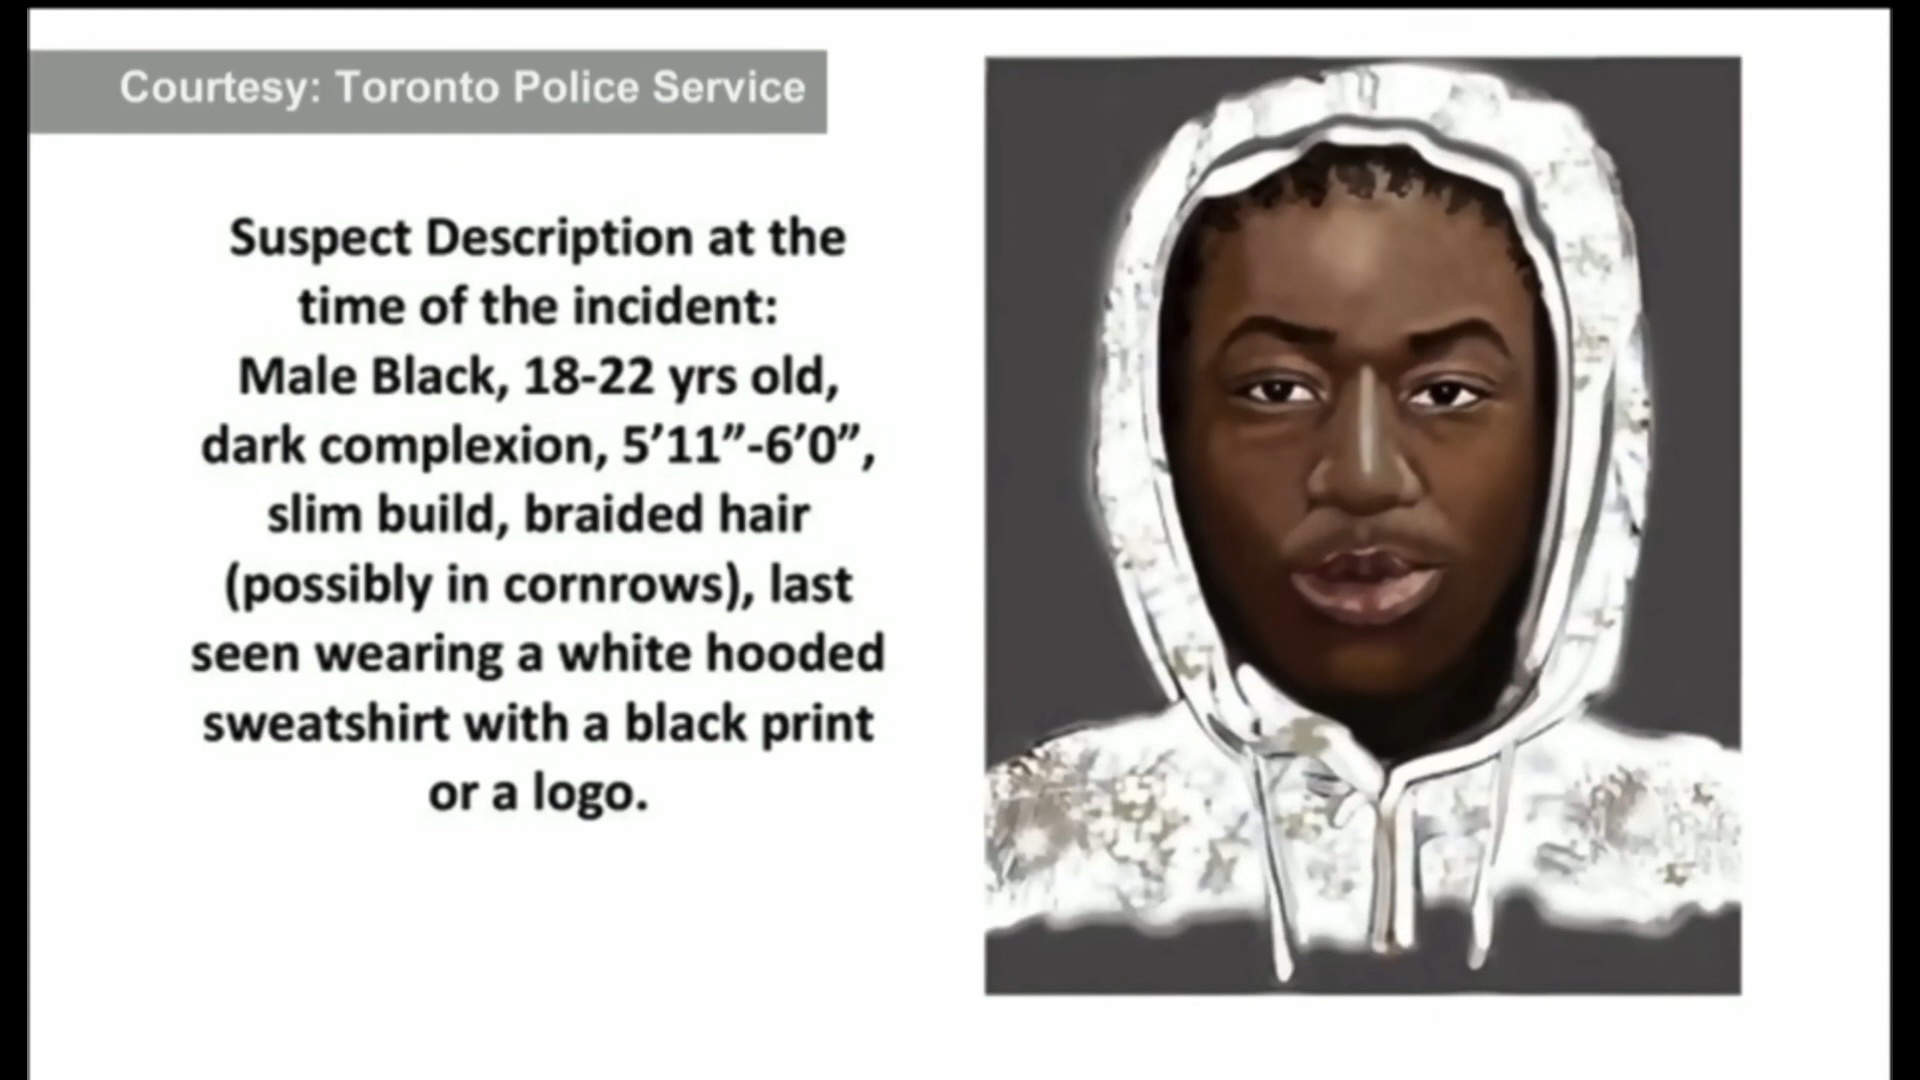 Courtesy: Toronto Police Service
Suspect Description at the
time of the incident:
Male Black, 18-22 yrs old,
dark complexion, 5’11”-6’0”,
slim build, braided hair
(possibly in cornrows), last
seen wearing a white hooded
sweatshirt with a black print
or a logo.